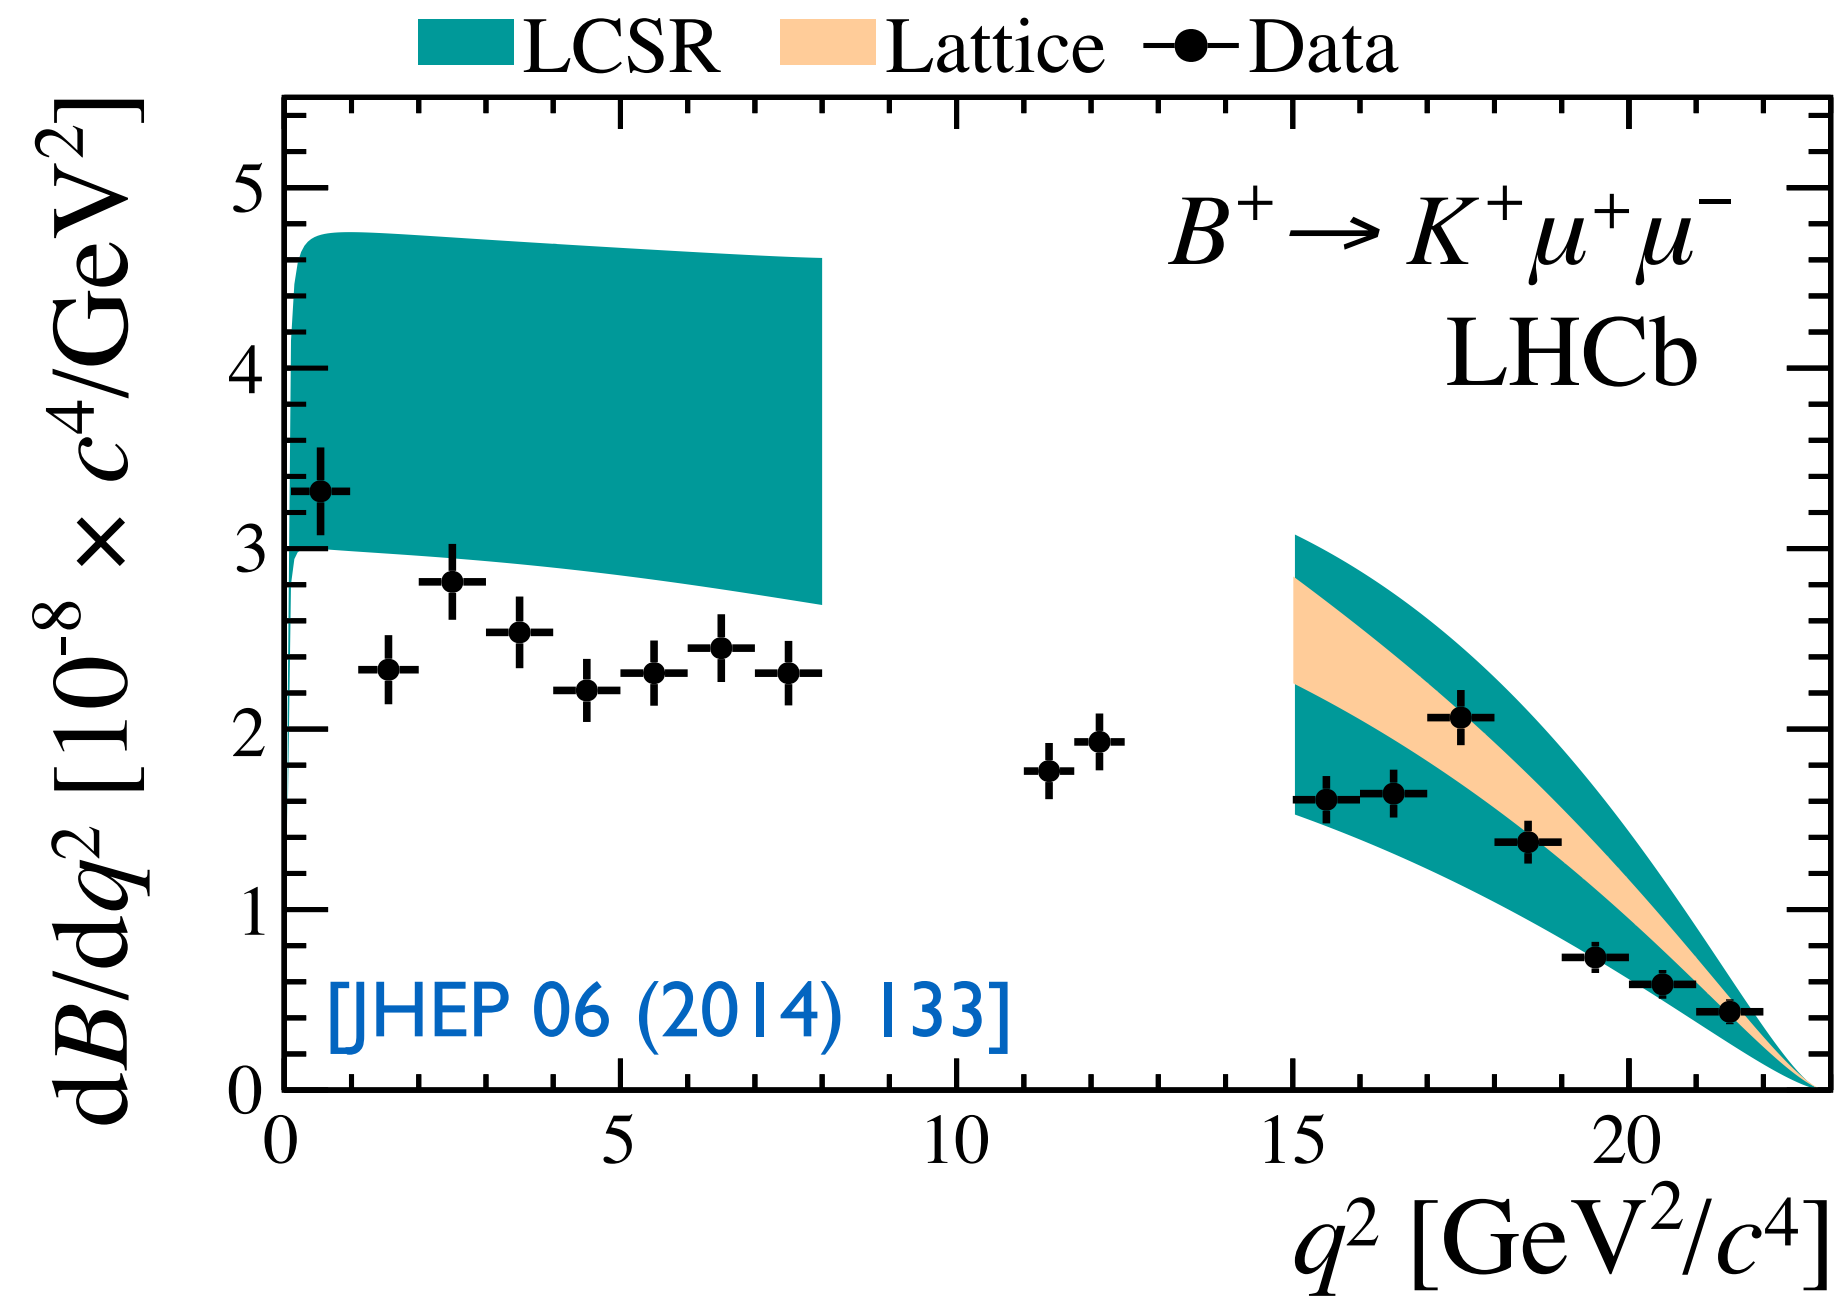 LCSR Lattice Data
dB/dq² [10⁻⁸ × c⁴/GeV²]
5
4
3
2
1
0
B⁺ → K⁺μ⁺μ⁻
LHCb
[JHEP 06 (2014) 133]
0 5 10 15 20
q² [GeV²/c⁴]